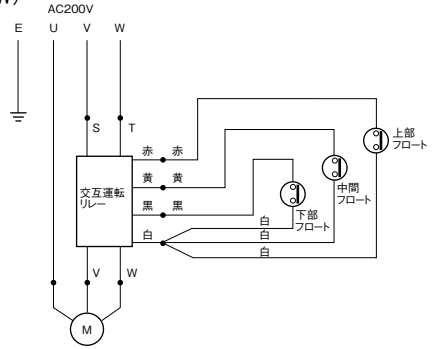 W)
AC200V
E U V W
S T
赤 赤
黄 黄
黒 黒
白
交互運転
リレー
上部
フロート
中間
フロート
下部
フロート
白
白
白
V W
M